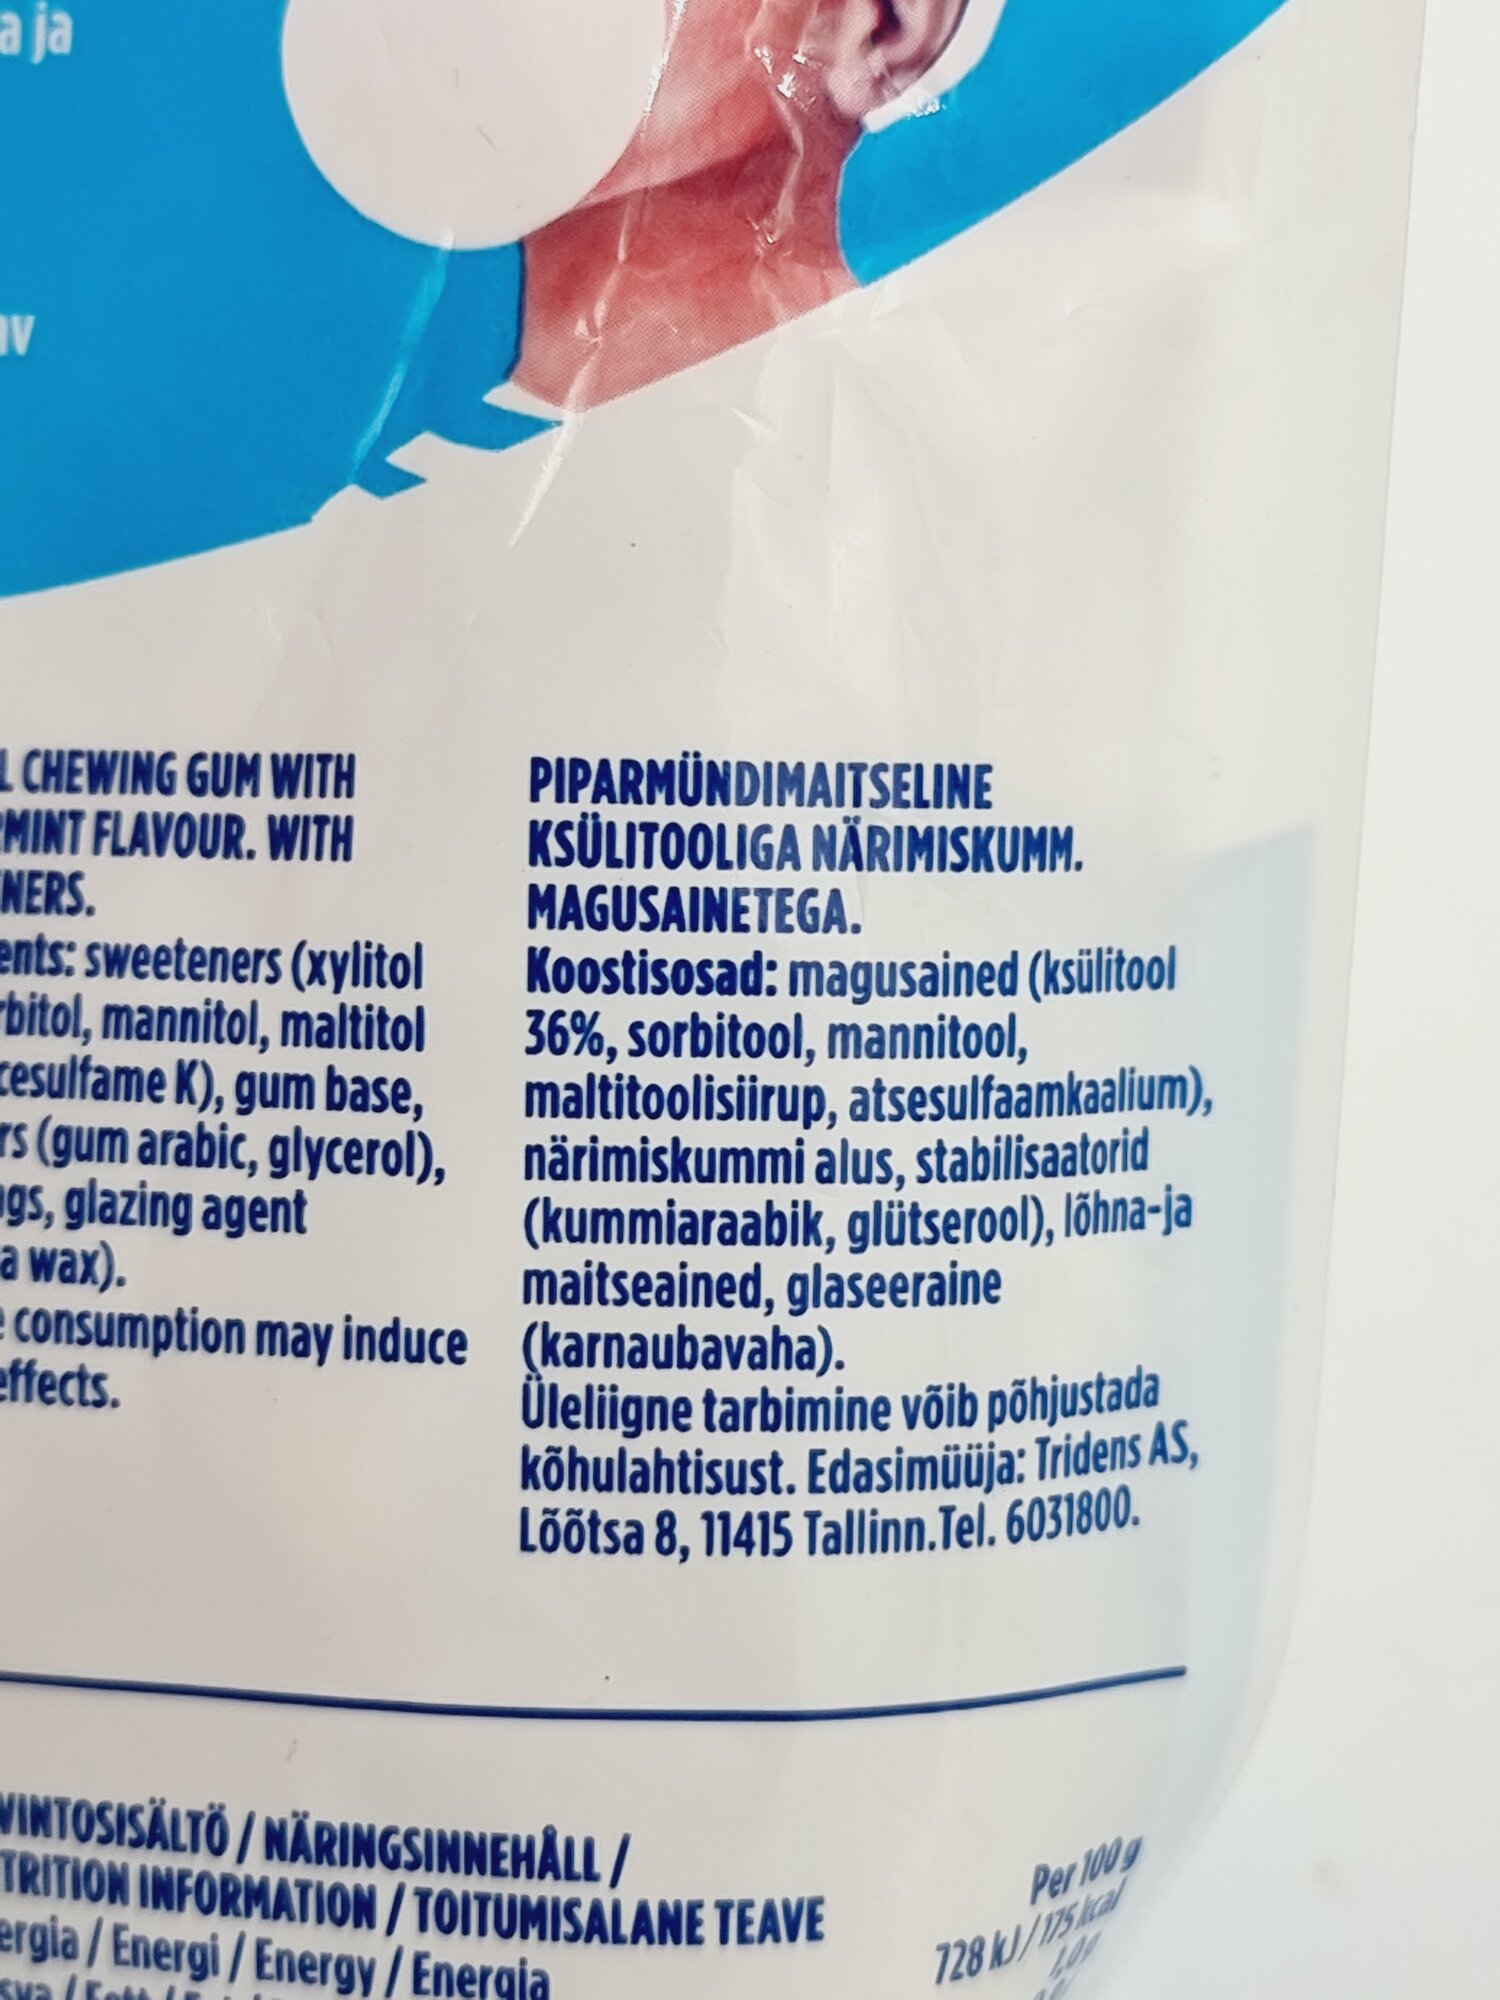 a ja
av
L CHEWING GUM WITH
MINT FLAVOUR. WITH
NERS.
ents: sweeteners (xylitol
rbitol, mannitol, maltitol
cesulfame K), gum base,
rs (gum arabic, glycerol),
ngs, glazing agent
a wax).
e consumption may induce
effects.
PIPARMÜNDIMAITSELINE
KSÜLITOOLIGA NÄRIMISKUMM.
MAGUSAINETEGA.
Koostisosad: magusained (ksülitool
36%, sorbitool, mannitool,
maltitoolisiirup, atsesulfaamkaalium),
närimiskummi alus, stabilisaatorid
(kummiaraabik, glütserool), lõhna-ja
maitseained, glaseeraine
(karnaubavaha).
Üleliigne tarbimine võib põhjustada
kõhulahtisust. Edasimüüja: Tridens AS,
Lõõtsa 8, 11415 Tallinn.Tel. 6031800.
VINTOSISÄLTÖ / NÄRINGSINNEHÅLL /
TRITION INFORMATION / TOITUMISALANE TEAVE
Per 100 g
ergia / Energi / Energy / Energia
728 kJ / 175 kcal